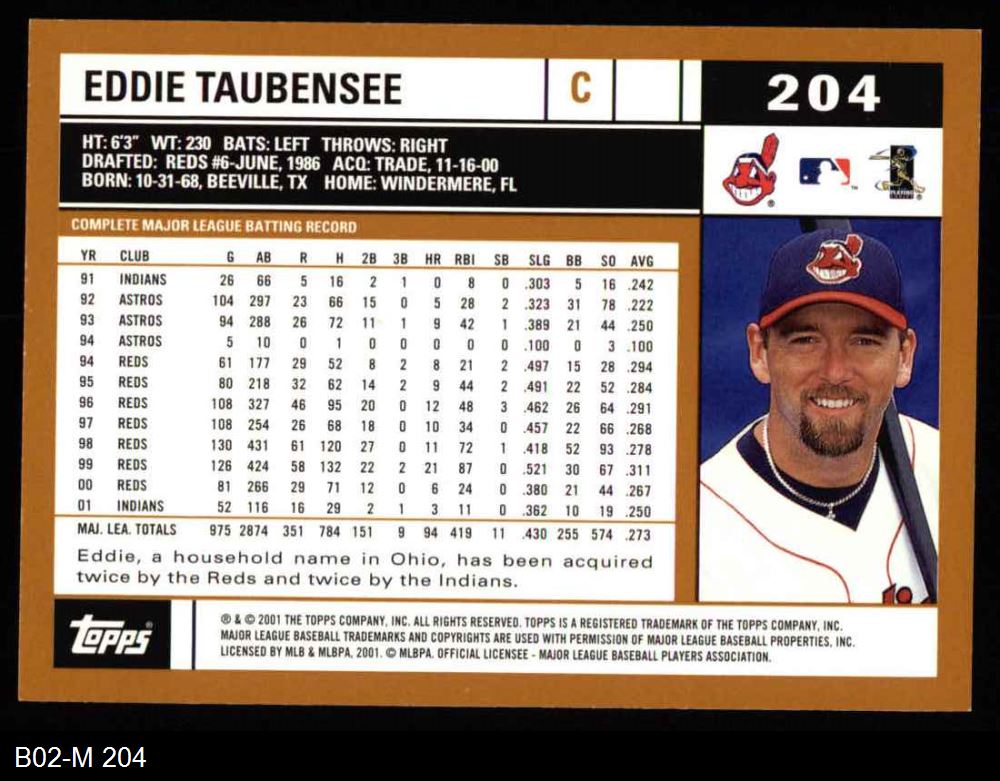 EDDIE TAUBENSEE C 204
HT: 6'3" WT: 230 BATS: LEFT THROWS: RIGHT
DRAFTED: REDS #6-JUNE, 1986 ACQ: TRADE, 11-16-00
BORN: 10-31-68, BEEVILLE, TX HOME: WINDERMERE, FL
COMPLETE MAJOR LEAGUE BATTING RECORD
YR CLUB G AB R H 2B 3B HR RBI SB SLG BB SO AVG
91 INDIANS 26 66 5 16 2 1 0 8 0 .303 5 16 .242
92 ASTROS 104 297 23 66 15 0 5 28 2 .323 31 78 .222
93 ASTROS 94 288 26 72 11 1 9 42 1 .389 21 44 .250
94 ASTROS 5 10 0 1 0 0 0 0 0 .100 0 3 .100
94 REDS 61 177 29 52 8 2 8 21 2 .497 15 28 .294
95 REDS 80 218 32 62 14 2 9 44 2 .491 22 52 .284
96 REDS 108 327 46 95 20 0 12 48 3 .462 26 64 .291
97 REDS 108 254 26 68 18 0 10 34 0 .457 22 66 .268
98 REDS 130 431 61 120 27 0 11 72 1 .418 52 93 .278
99 REDS 126 424 58 132 22 2 21 87 0 .521 30 67 .311
00 REDS 81 266 29 71 12 0 6 24 0 .380 21 44 .267
01 INDIANS 52 116 16 29 2 1 3 11 0 .362 10 19 .250
MAJ. LEA. TOTALS 975 2874 351 784 151 9 94 419 11 .430 255 574 .273
Eddie, a household name in Ohio, has been acquired
twice by the Reds and twice by the Indians.
Topps®
® & © 2001 THE TOPPS COMPANY, INC. ALL RIGHTS RESERVED. TOPPS IS A REGISTERED TRADEMARK OF THE TOPPS COMPANY, INC.
MAJOR LEAGUE BASEBALL TRADEMARKS AND COPYRIGHTS ARE USED WITH PERMISSION OF MAJOR LEAGUE BASEBALL PROPERTIES, INC.
LICENSED BY MLB & MLBPA, 2001. © MLBPA. OFFICIAL LICENSEE - MAJOR LEAGUE BASEBALL PLAYERS ASSOCIATION.
B02-M 204